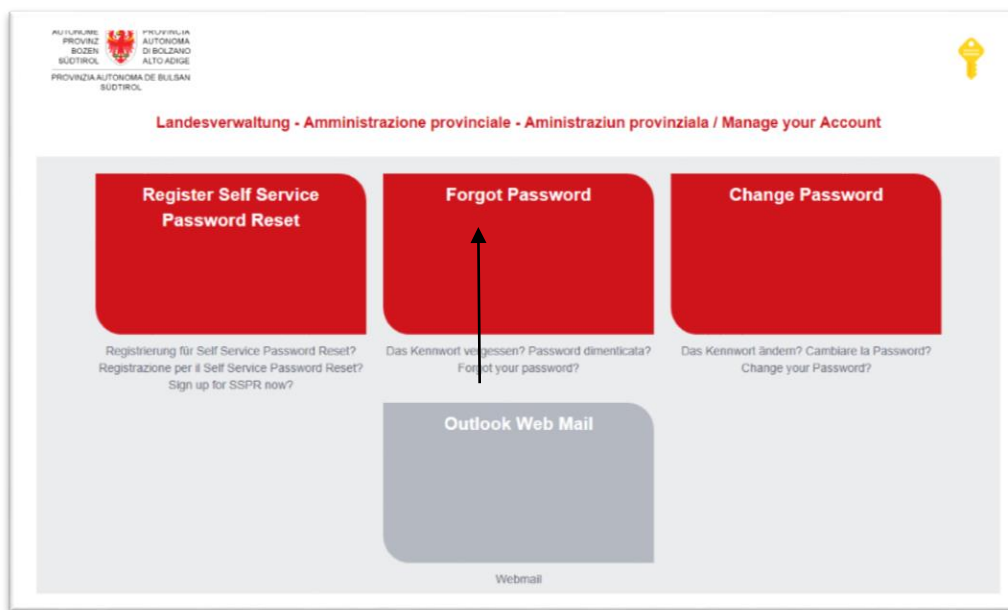 AUTONOME PROVINCIA
PROVINZ AUTONOMA
BOZEN DI BOLZANO
SÜDTIROL ALTO ADIGE
PROVINZIA AUTONOMA DE BULSAN
SÜDTIROL
Landesverwaltung - Amministrazione provinciale - Aministraziun provinziala / Manage your Account
Register Self Service
Password Reset
Forgot Password
Change Password
Registrierung für Self Service Password Reset?
Registrazione per il Self Service Password Reset?
Sign up for SSPR now?
Das Kennwort vergessen? Password dimenticata?
Forgot your password?
Das Kennwort ändern? Cambiare la Password?
Change your Password?
Outlook Web Mail
Webmail